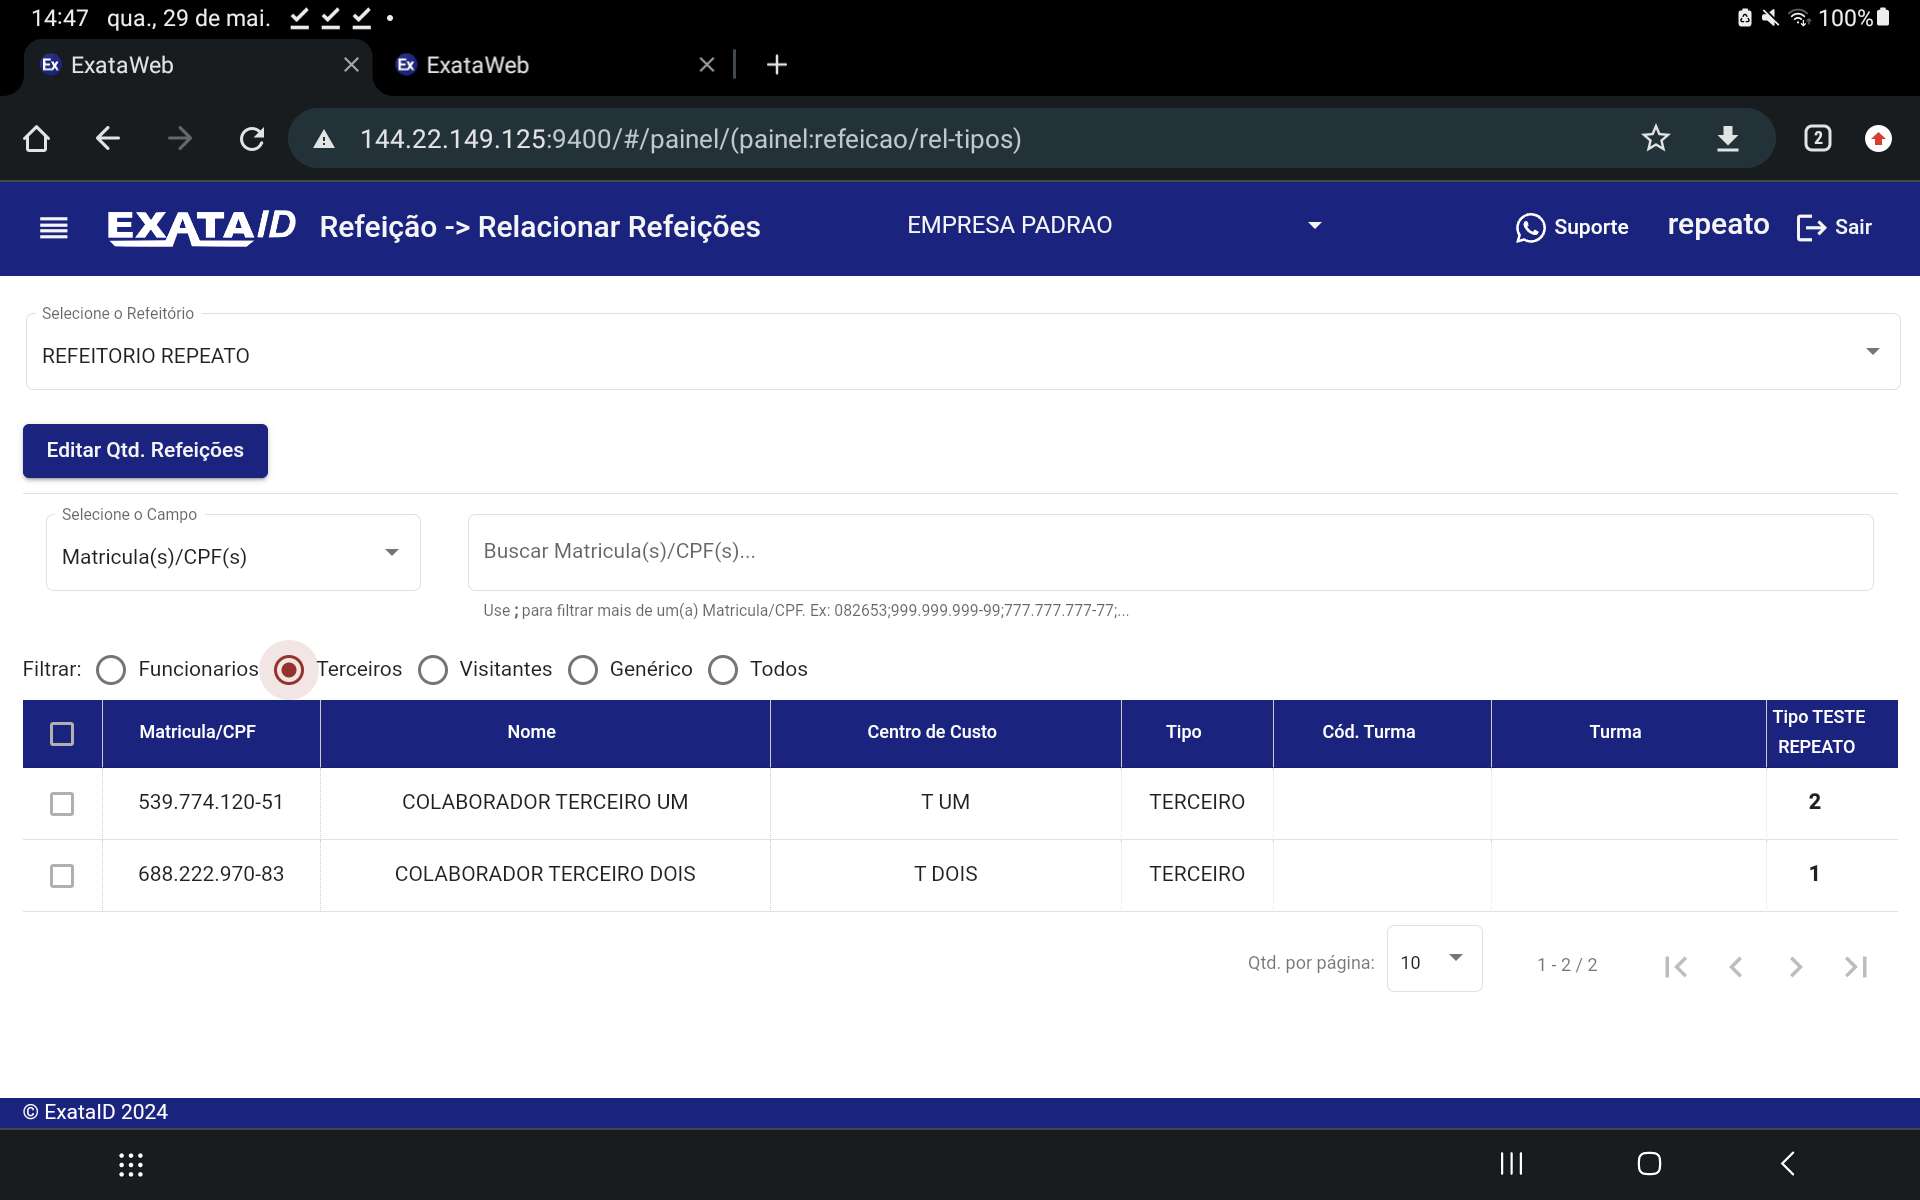 14:47 qua., 29 de mai. 100%
Ex ExataWeb Ex ExataWeb
144.22.149.125:9400/#/painel/(painel:refeicao/rel-tipos) 2
EXATAID Refeição -> Relacionar Refeições EMPRESA PADRAO Suporte repeato Sair
Selecione o Refeitório
REFEITORIO REPEATO
Editar Qtd. Refeições
Selecione o Campo
Matricula(s)/CPF(s) Buscar Matricula(s)/CPF(s)...
Use ; para filtrar mais de um(a) Matricula/CPF. Ex: 082653;999.999.999-99;777.777.777-77;...
Filtrar: Funcionarios Terceiros Visitantes Genérico Todos
Matricula/CPF Nome Centro de Custo Tipo Cód. Turma Turma Tipo TESTE
REPEATO
539.774.120-51 COLABORADOR TERCEIRO UM T UM TERCEIRO 2
688.222.970-83 COLABORADOR TERCEIRO DOIS T DOIS TERCEIRO 1
Qtd. por página: 10 1 - 2 / 2
© ExataID 2024